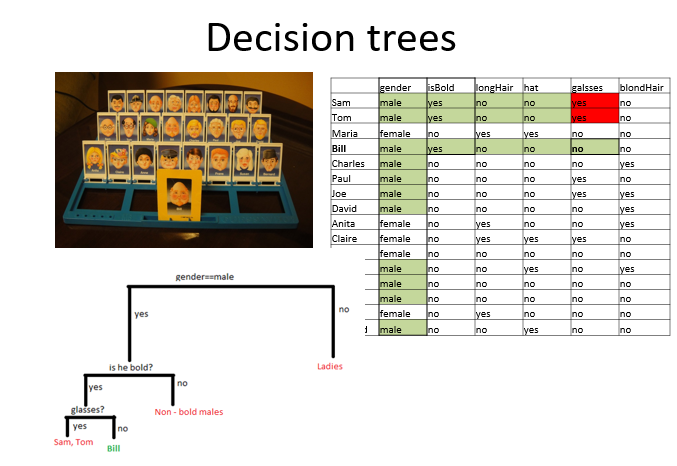 Decision trees
gender isBold longHair hat galsses blondHair
Sam male yes no no yes no
Tom male yes no no yes no
Maria female no yes yes no no
Bill male yes no no no no
Charles male no no no no yes
Paul male no no no yes no
Joe male no no no yes yes
David male no no no no yes
Anita female no yes no no yes
Claire female no yes yes yes no
female no no no no no
male no no yes no yes
male no no no no no
male no no no no no
female no yes no no no
male no no yes no no
gender==male
yes
no
is he bold?
Ladies
yes
no
glasses?
Non - bold males
yes
no
Sam, Tom
Bill